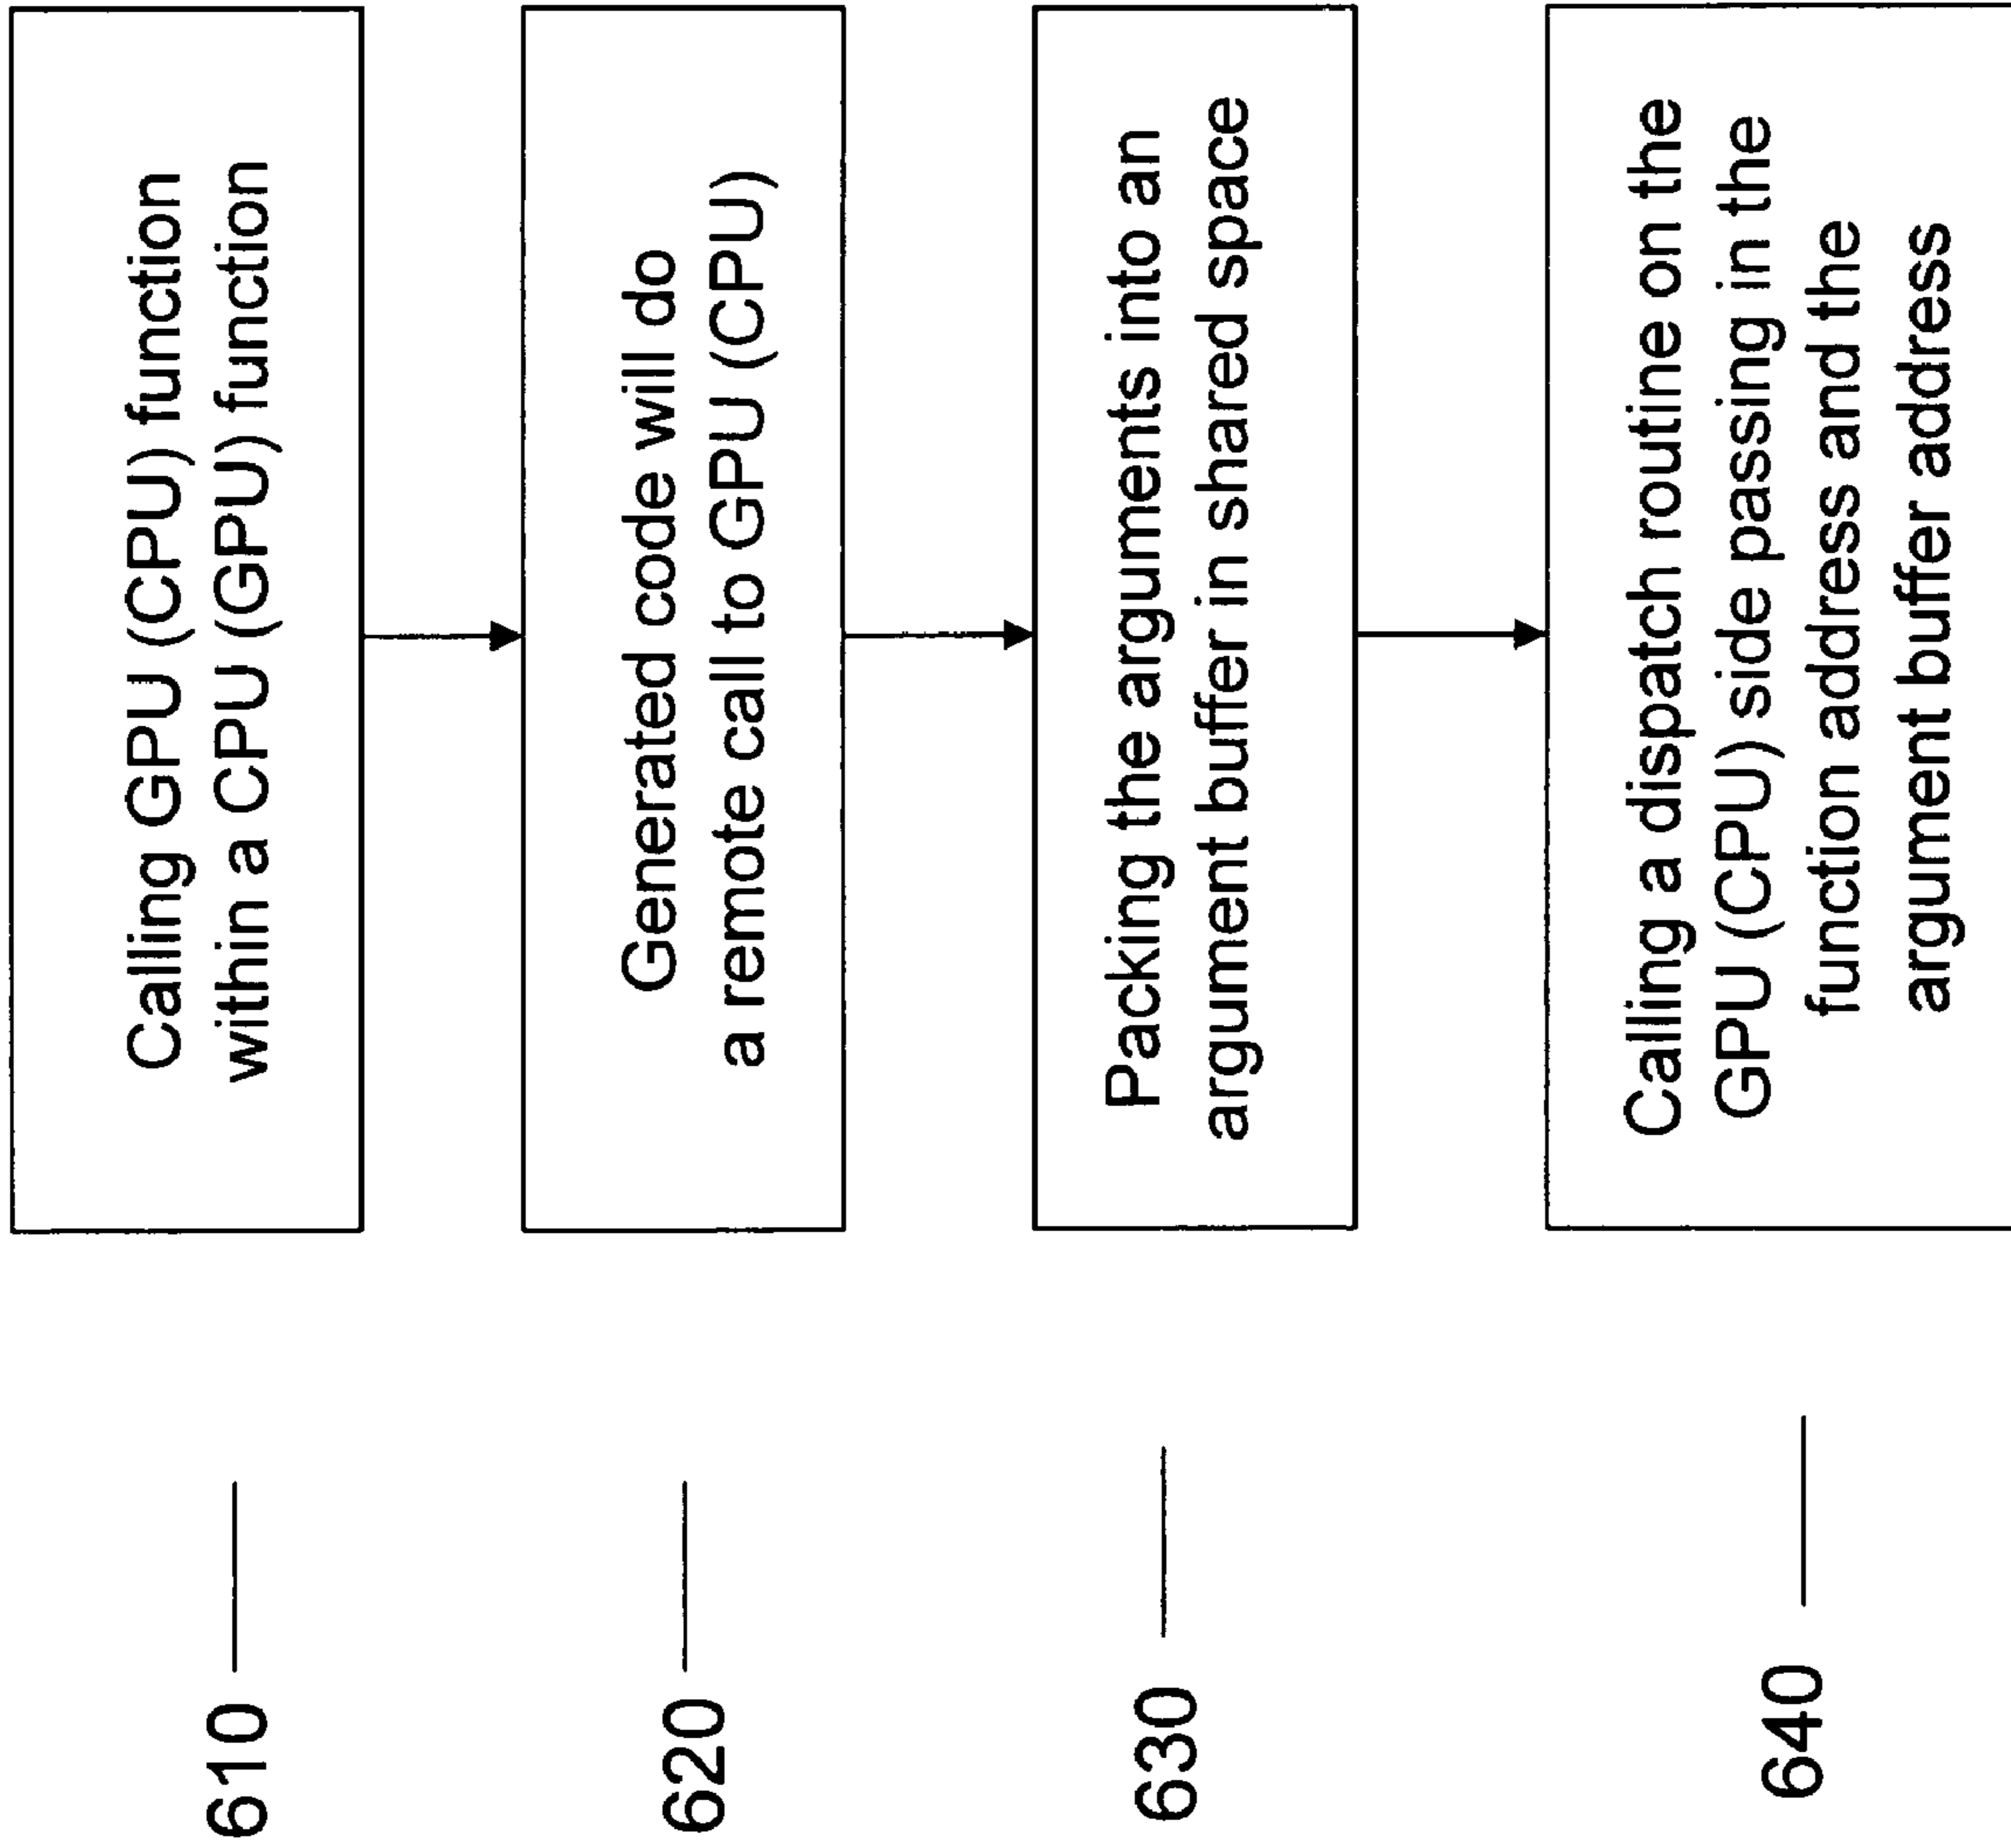 610
Calling GPU (CPU) function
within a CPU (GPU) function
620
Generated code will do
a remote call to GPU (CPU)
630
Packing the arguments into an
argument buffer in shared space
640
Calling a dispatch routine on the
GPU (CPU) side passing in the
function address and the
argument buffer address